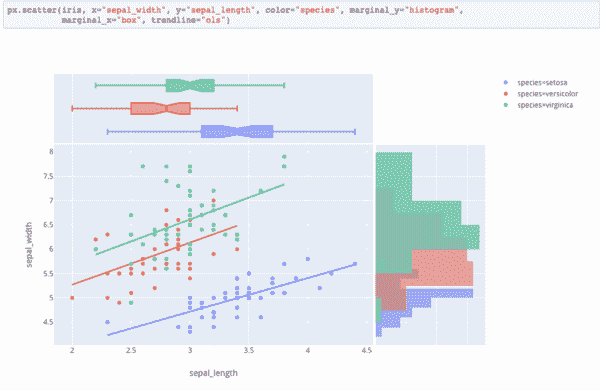 px.scatter(iris, x="sepal_width", y="sepal_length", color="species", marginal_y="histogram",
marginal_x="box", trendline="ols")
species=setosa
species=versicolor
species=virginica
8
7.5
7
6.5
6
5.5
5
4.5
sepal_width
2
2.5
3
3.5
4
4.5
sepal_length